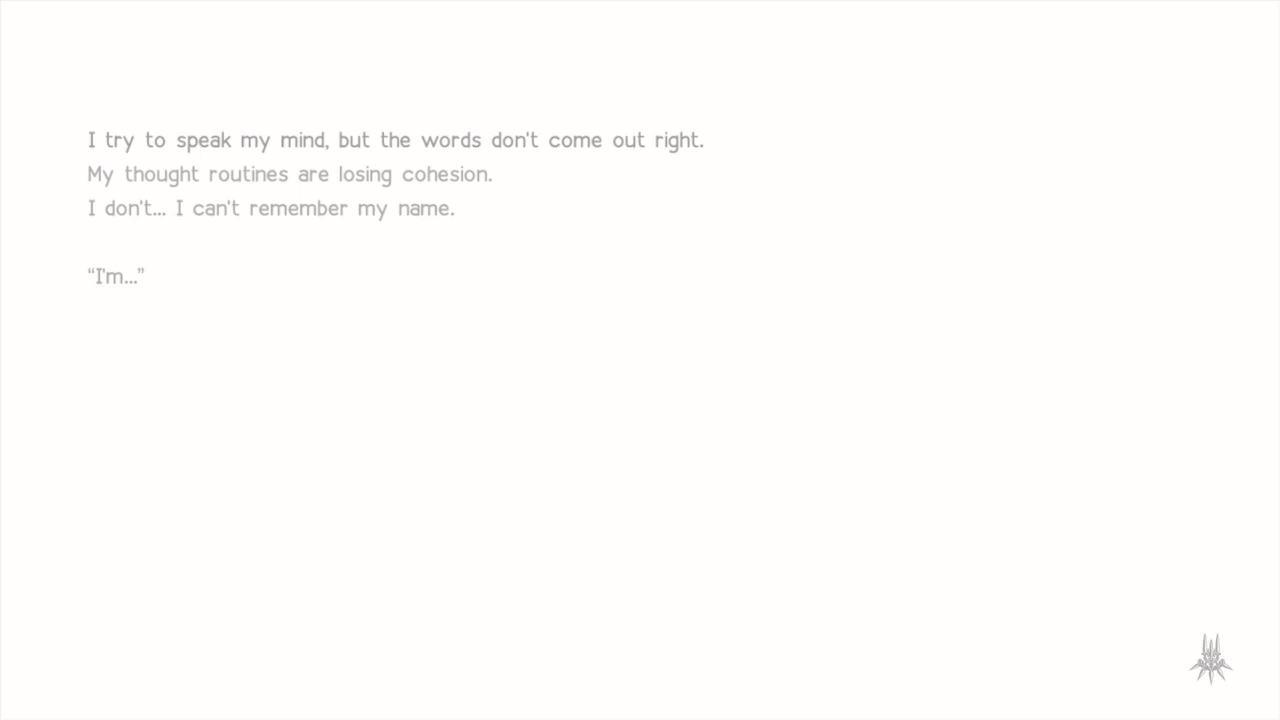 I try to speak my mind, but the words don't come out right.
My thought routines are losing cohesion.
I don't... I can't remember my name.
“I'm...”